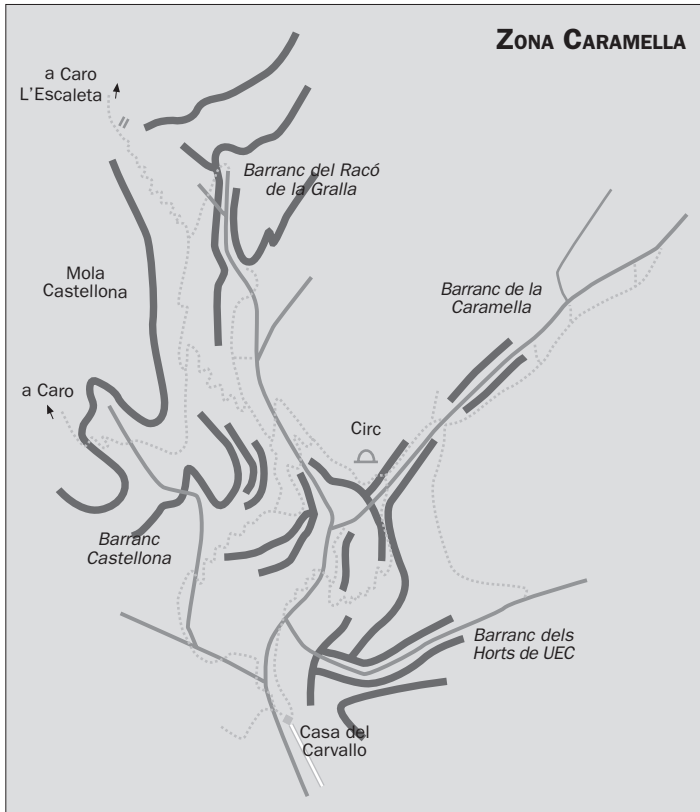 ZONA CARAMELLA
a Caro
L'Escaleta
Barranc del Racó
de la Gralla
Mola
Castellona
Barranc de la
Caramella
a Caro
Circ
Barranc
Castellona
Barranc dels
Horts de UEC
Casa del
Carvallo